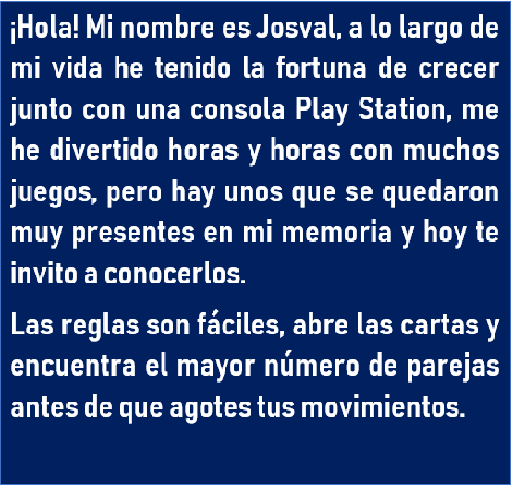 ¡Hola! Mi nombre es Josval, a lo largo de
mi vida he tenido la fortuna de crecer
junto con una consola Play Station, me
he divertido horas y horas con muchos
juegos, pero hay unos que se quedaron
muy presentes en mi memoria y hoy te
invito a conocerlos.
Las reglas son fáciles, abre las cartas y
encuentra el mayor número de parejas
antes de que agotes tus movimientos.